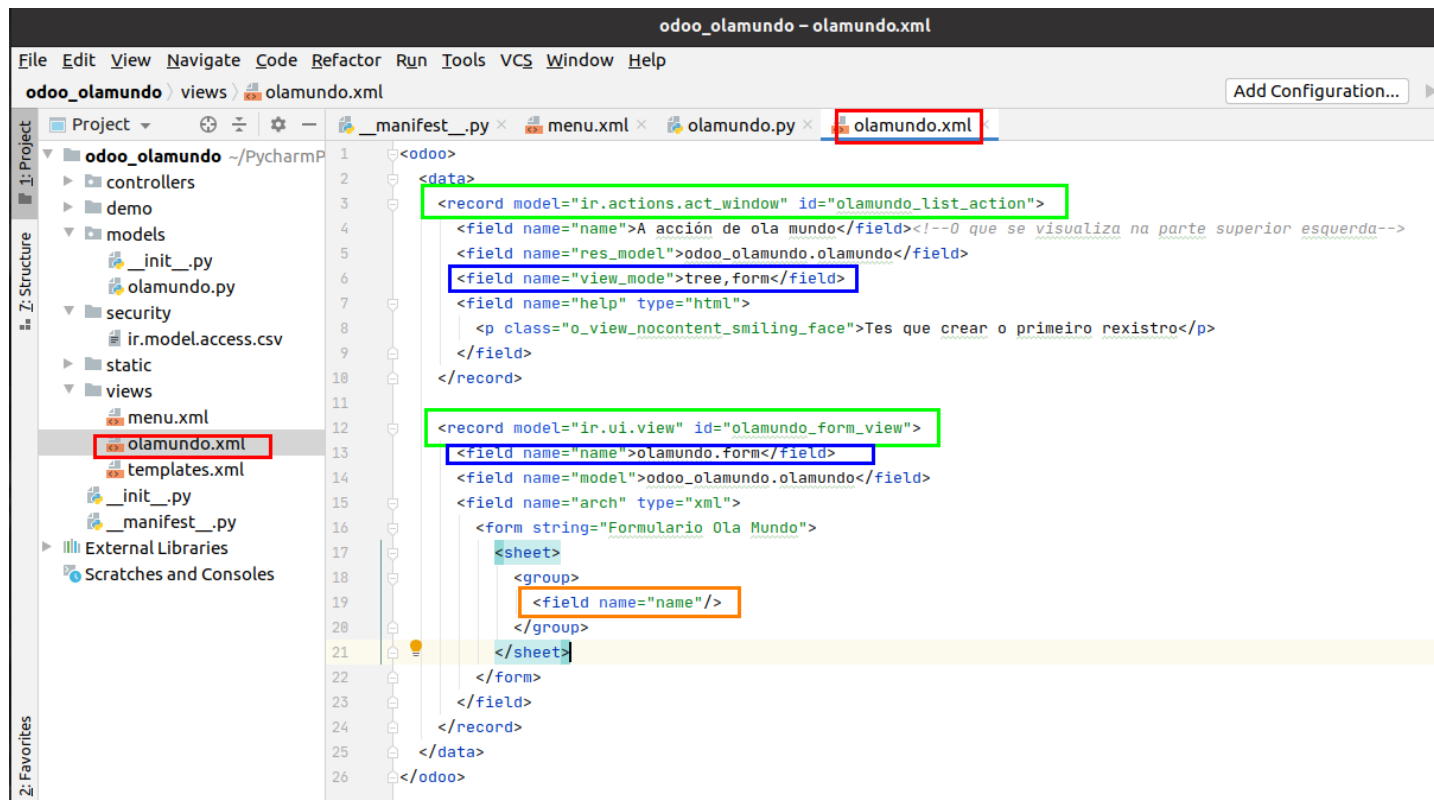 odoo_olamundo – olamundo.xml
File Edit View Navigate Code Refactor Run Tools VCS Window Help
odoo_olamundo views olamundo.xml Add Configuration...
1: Project
Z: Structure
2: Favorites
Project
odoo_olamundo ~/PycharmP
controllers
demo
models
__init__.py
olamundo.py
security
ir.model.access.csv
static
views
menu.xml
olamundo.xml
templates.xml
__init__.py
__manifest__.py
External Libraries
Scratches and Consoles
__manifest__.py menu.xml olamundo.py olamundo.xml
1 <odoo>
2 <data>
3 <record model="ir.actions.act_window" id="olamundo_list_action">
4 <field name="name">A acción de ola mundo</field><!--O que se visualiza na parte superior esquerda-->
5 <field name="res_model">odoo_olamundo.olamundo</field>
6 <field name="view_mode">tree,form</field>
7 <field name="help" type="html">
8 <p class="o_view_nocontent_smiling_face">Tes que crear o primeiro rexistro</p>
9 </field>
10 </record>
11
12 <record model="ir.ui.view" id="olamundo_form_view">
13 <field name="name">olamundo.form</field>
14 <field name="model">odoo_olamundo.olamundo</field>
15 <field name="arch" type="xml">
16 <form string="Formulario Ola Mundo">
17 <sheet>
18 <group>
19 <field name="name"/>
20 </group>
21 </sheet>
22 </form>
23 </field>
24 </record>
25 </data>
26 </odoo>